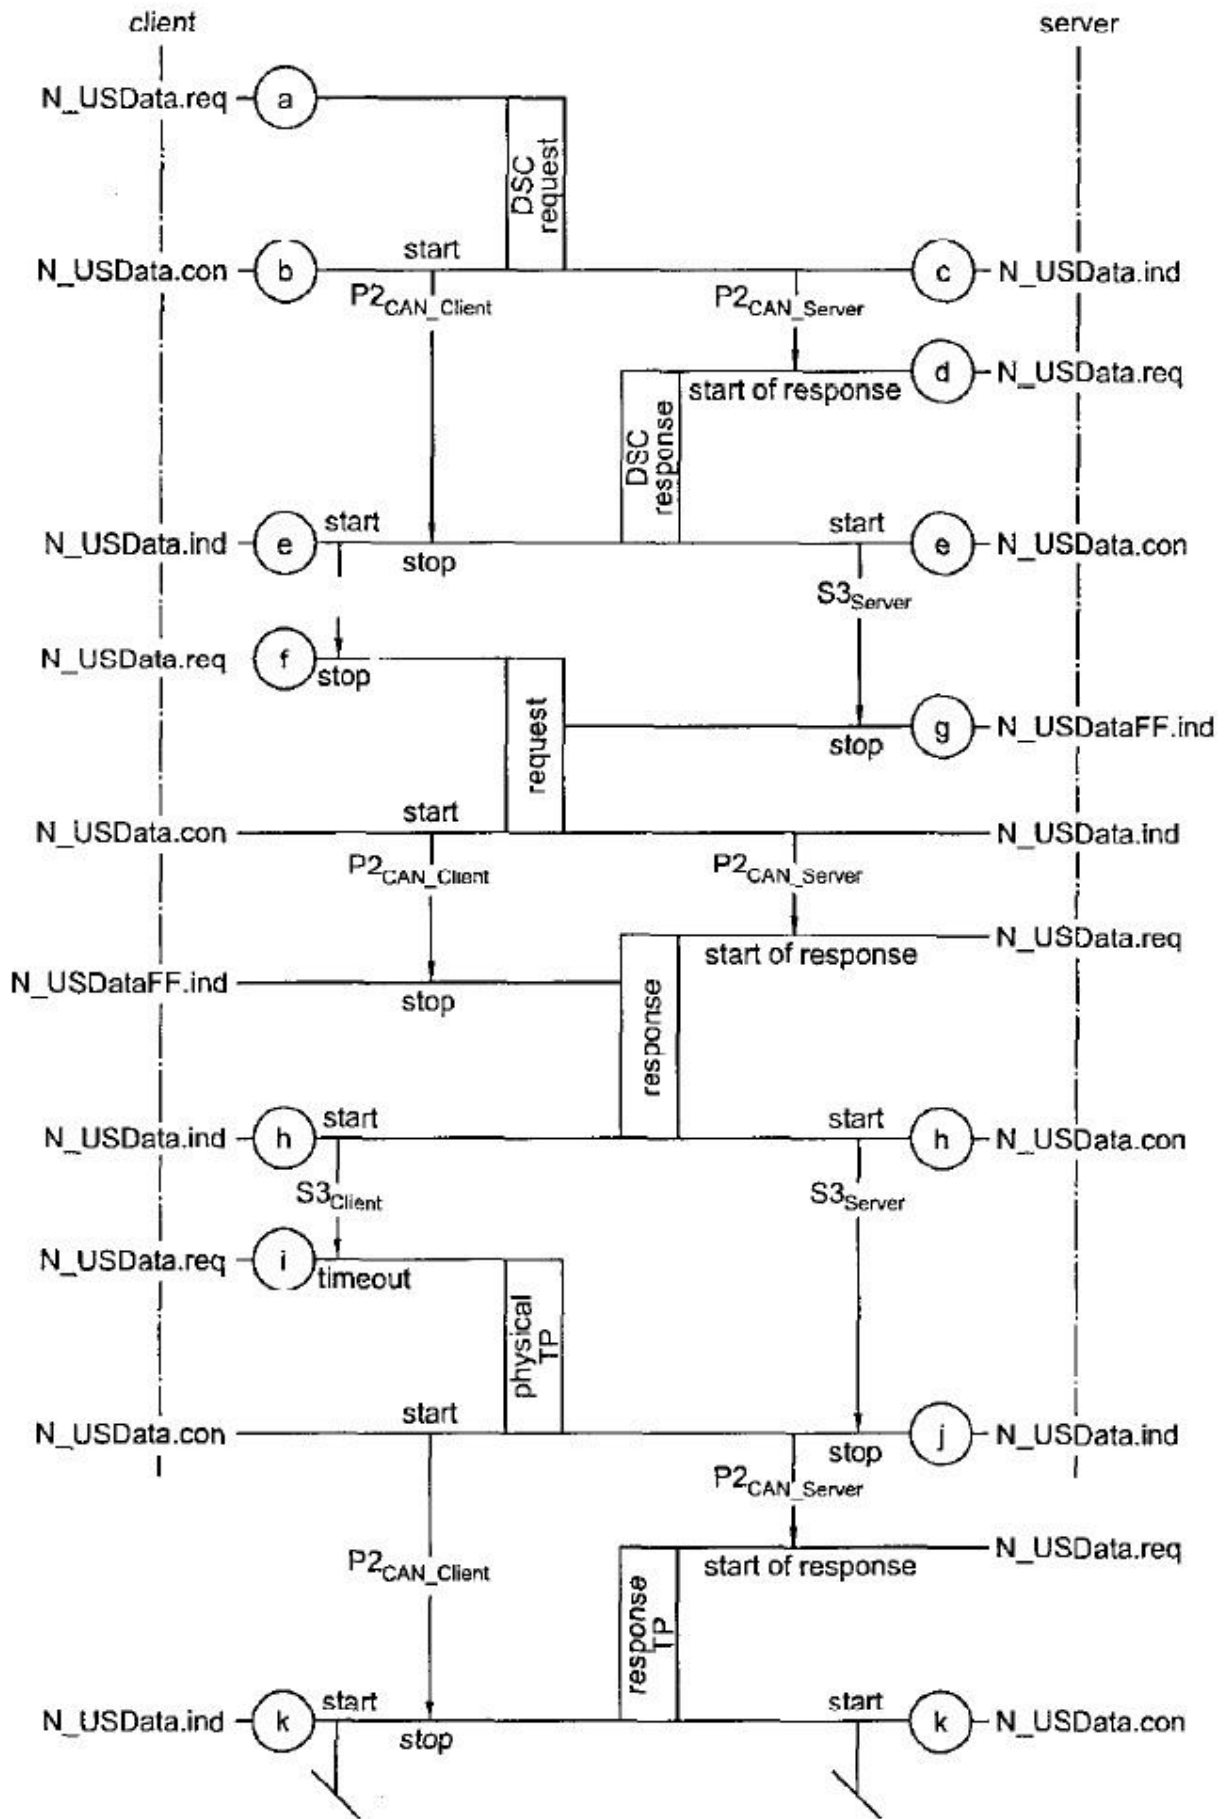 client server
N_USData.req a
DSC request
N_USData.con b start c N_USData.ind
P2CAN_Client P2CAN_Server
d N_USData.req
start of response
DSC response
N_USData.ind e start start e N_USData.con
stop
S3Server
N_USData.req f
stop
request
g N_USDataFF.ind
stop
N_USData.con start N_USData.ind
P2CAN_Client P2CAN_Server
N_USData.req
start of response
N_USDataFF.ind
stop
response
N_USData.ind h start start h N_USData.con
S3Client S3Server
N_USData.req i
timeout
physical TP
N_USData.con start j N_USData.ind
stop
P2CAN_Server
N_USData.req
P2CAN_Client start of response
response TP
N_USData.ind k start start k N_USData.con
stop